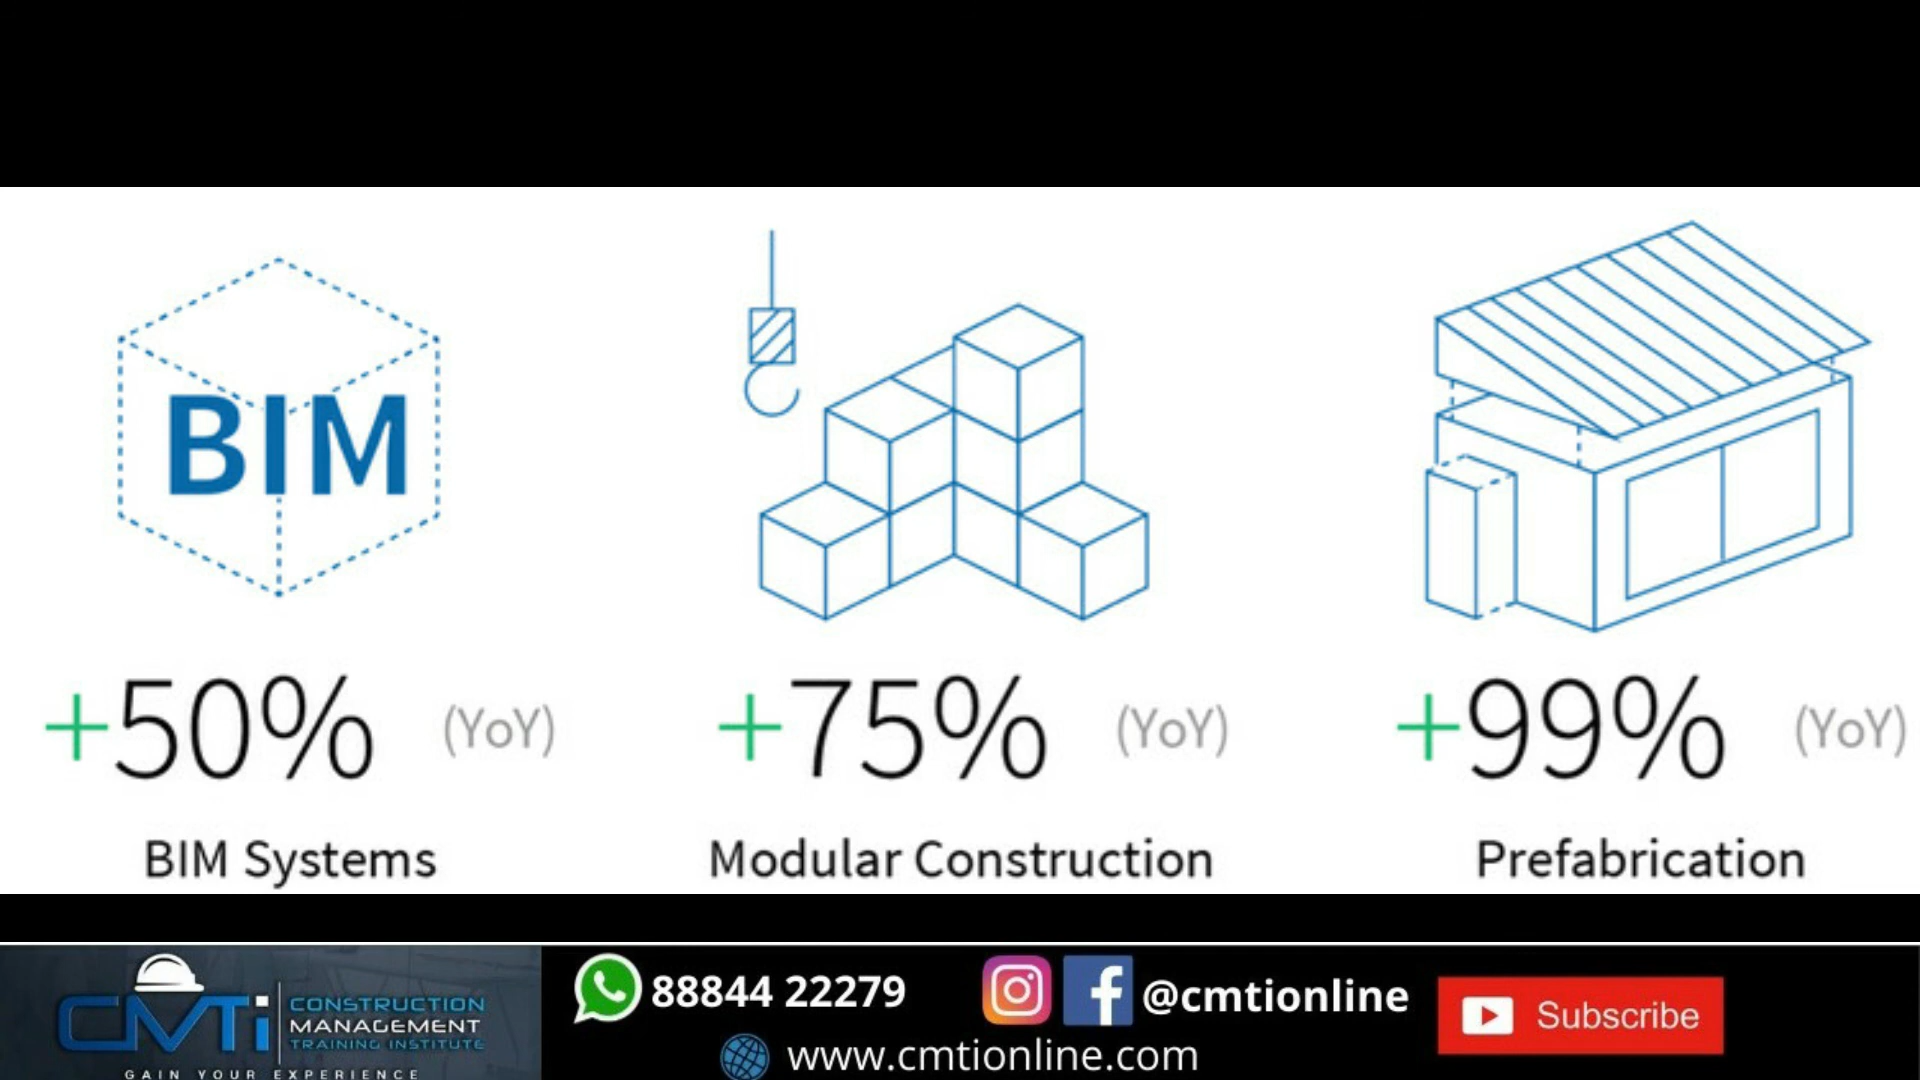 BIM
+50% (YoY)
BIM Systems
+75% (YoY)
Modular Construction
+99% (YoY)
Prefabrication
CMTi
CONSTRUCTION
MANAGEMENT
TRAINING INSTITUTE
GAIN YOUR EXPERIENCE
88884 22279
@cmtionline
www.cmtionline.com
Subscribe